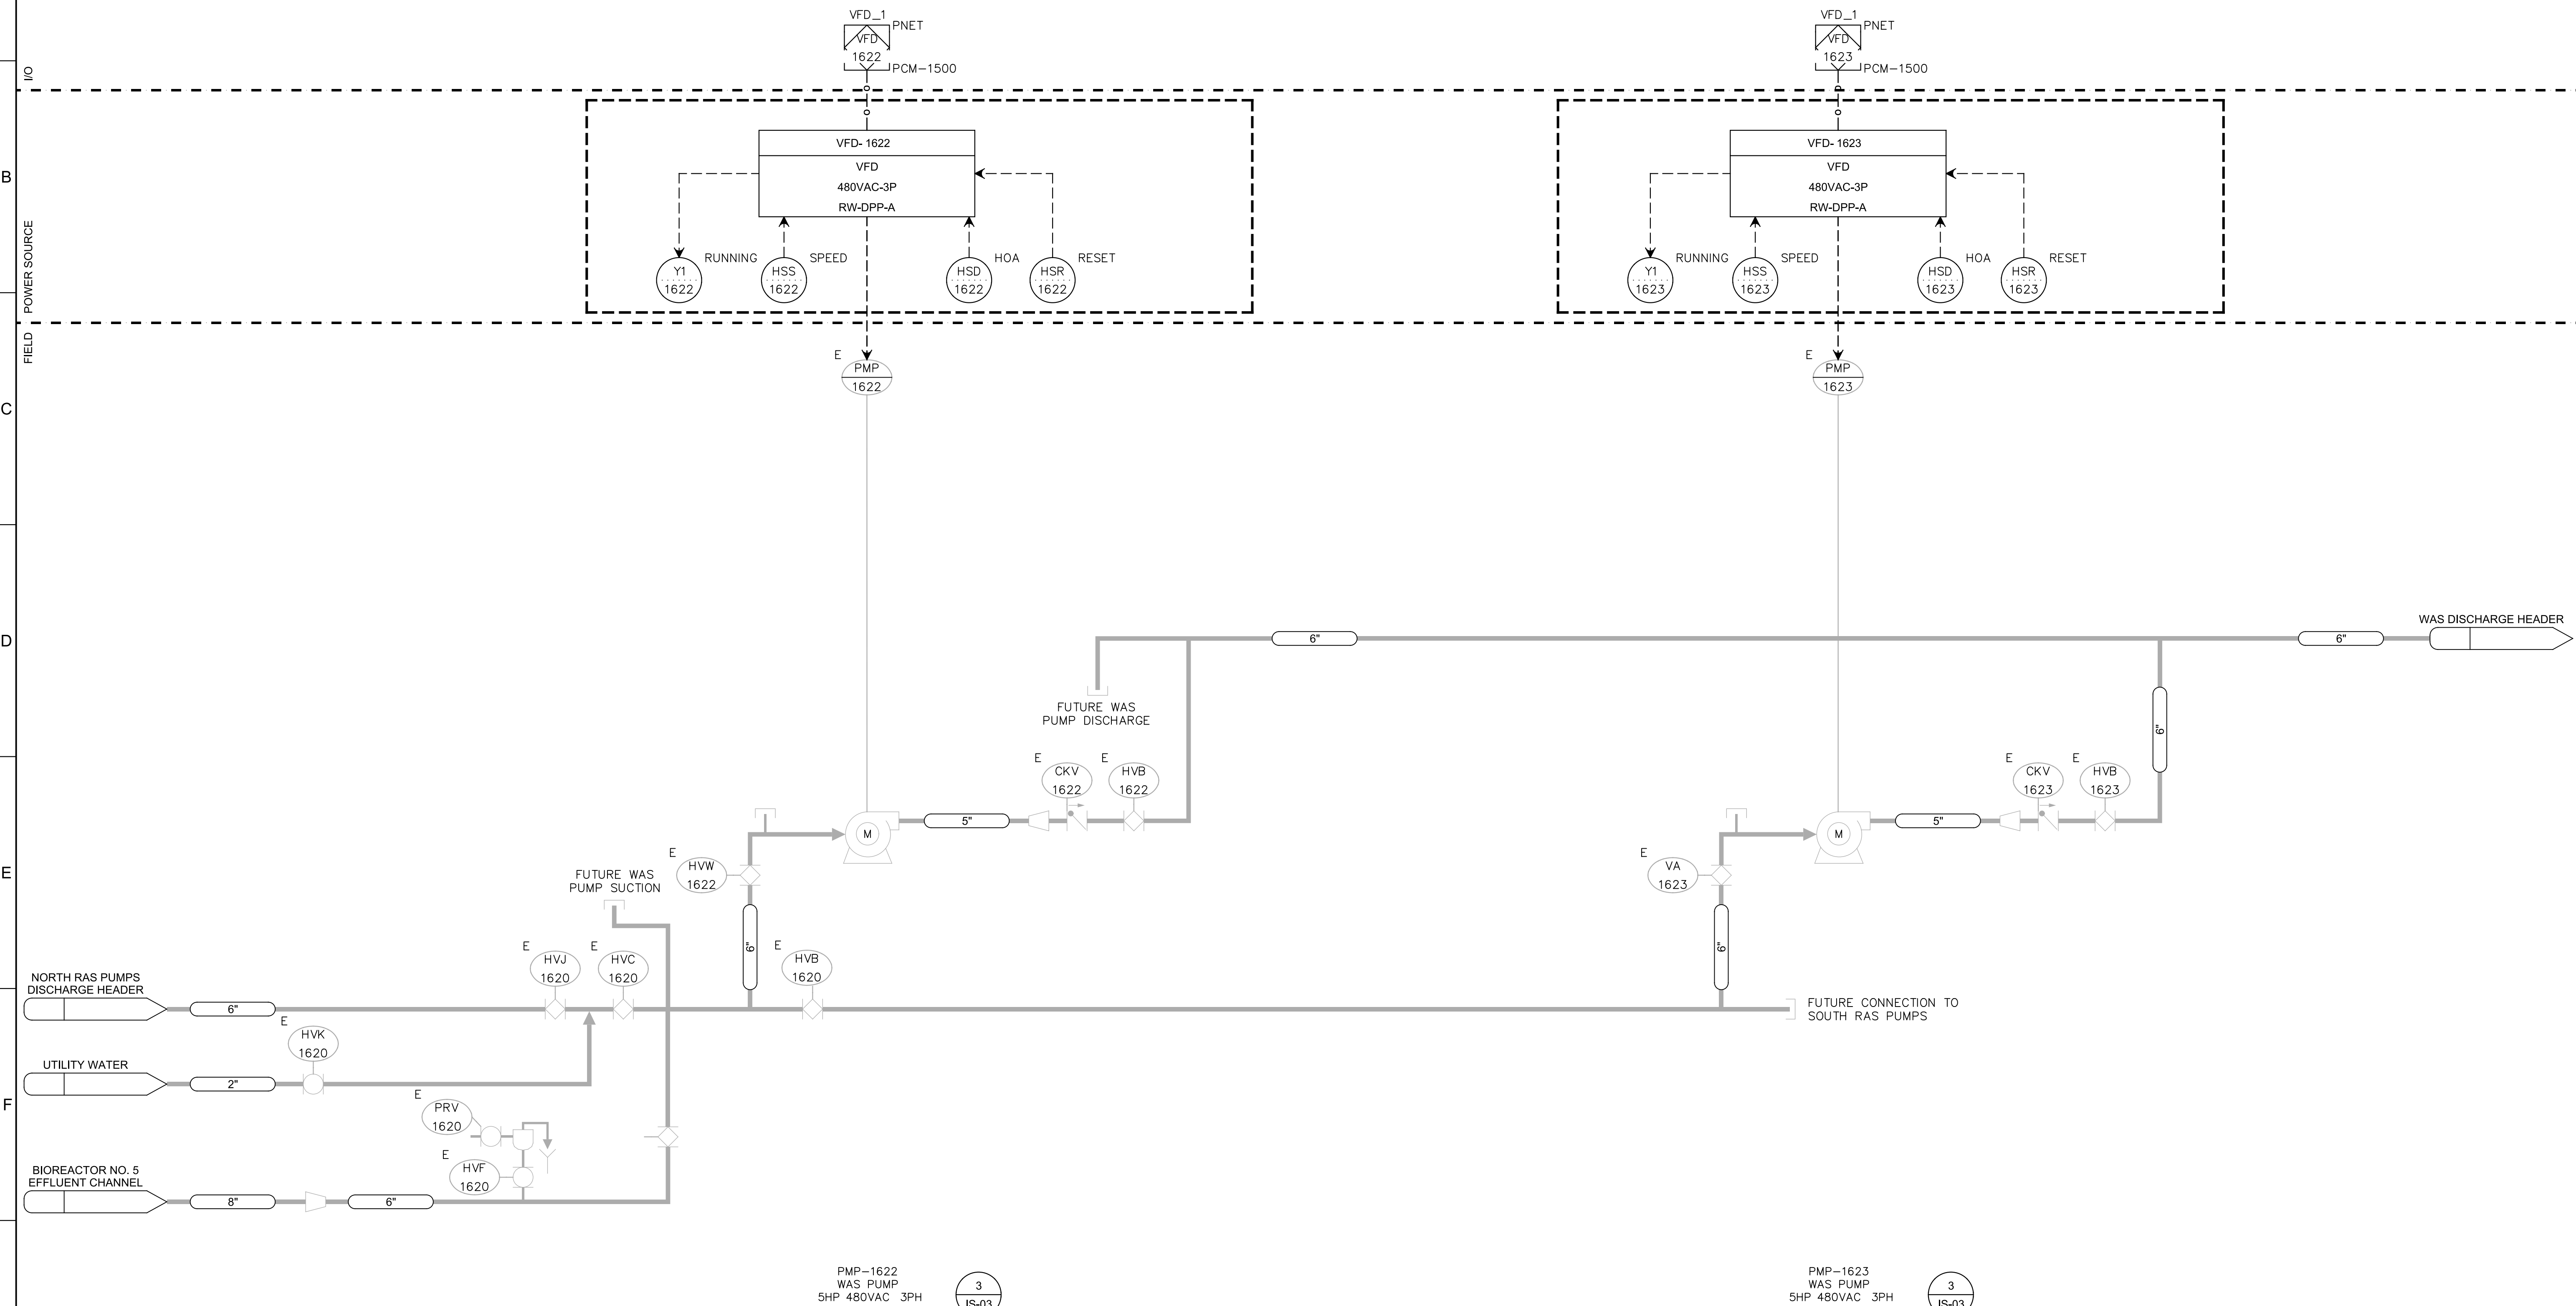 VFD_1
PNET
VFD
1622
PCM-1500
VFD_1
PNET
VFD
1623
PCM-1500
I/O
B
POWER SOURCE
VFD- 1622
VFD
480VAC-3P
RW-DPP-A
Y1
1622
RUNNING
HSS
1622
SPEED
HSD
1622
HOA
HSR
1622
RESET
VFD- 1623
VFD
480VAC-3P
RW-DPP-A
Y1
1623
RUNNING
HSS
1623
SPEED
HSD
1623
HOA
HSR
1623
RESET
FIELD
E
PMP
1622
E
PMP
1623
C
D
6"
6"
WAS DISCHARGE HEADER
FUTURE WAS
PUMP DISCHARGE
6"
E
CKV
1622
E
HVB
1622
E
CKV
1623
E
HVB
1623
M
5"
M
5"
E
E
HVW
1622
E
VA
1623
FUTURE WAS
PUMP SUCTION
6"
6"
E
HVJ
1620
E
HVC
1620
E
HVB
1620
NORTH RAS PUMPS
DISCHARGE HEADER
6"
FUTURE CONNECTION TO
SOUTH RAS PUMPS
E
HVK
1620
UTILITY WATER
2"
F
E
PRV
1620
E
HVF
1620
BIOREACTOR NO. 5
EFFLUENT CHANNEL
8"
6"
PMP-1622
WAS PUMP
5HP 480VAC 3PH
3
IS-03
PMP-1623
WAS PUMP
5HP 480VAC 3PH
3
IS-03